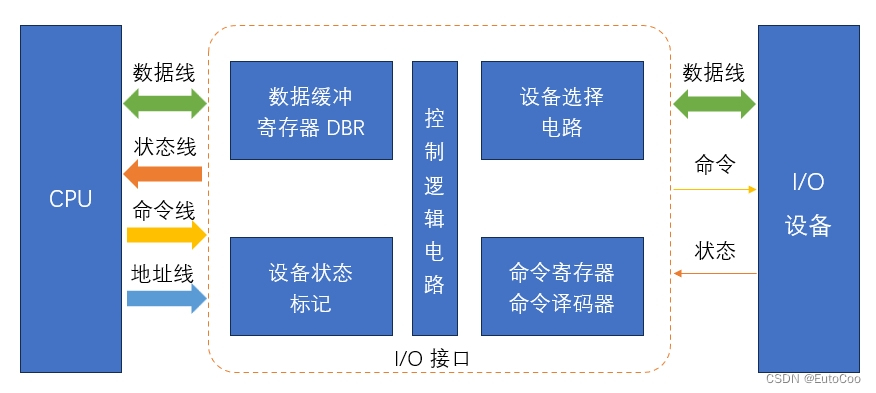 CPU
数据线
状态线
命令线
地址线
数据缓冲
寄存器 DBR
设备状态
标记
控
制
逻
辑
电
路
设备选择
电路
命令寄存器
命令译码器
I/O 接口
数据线
命令
状态
I/O
设备
CSDN @EutoCoo